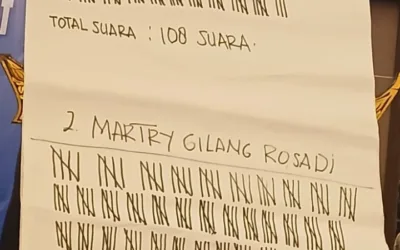 TOTAL SUARA : 108 SUARA.
2. MARTRY GILANG ROSADI